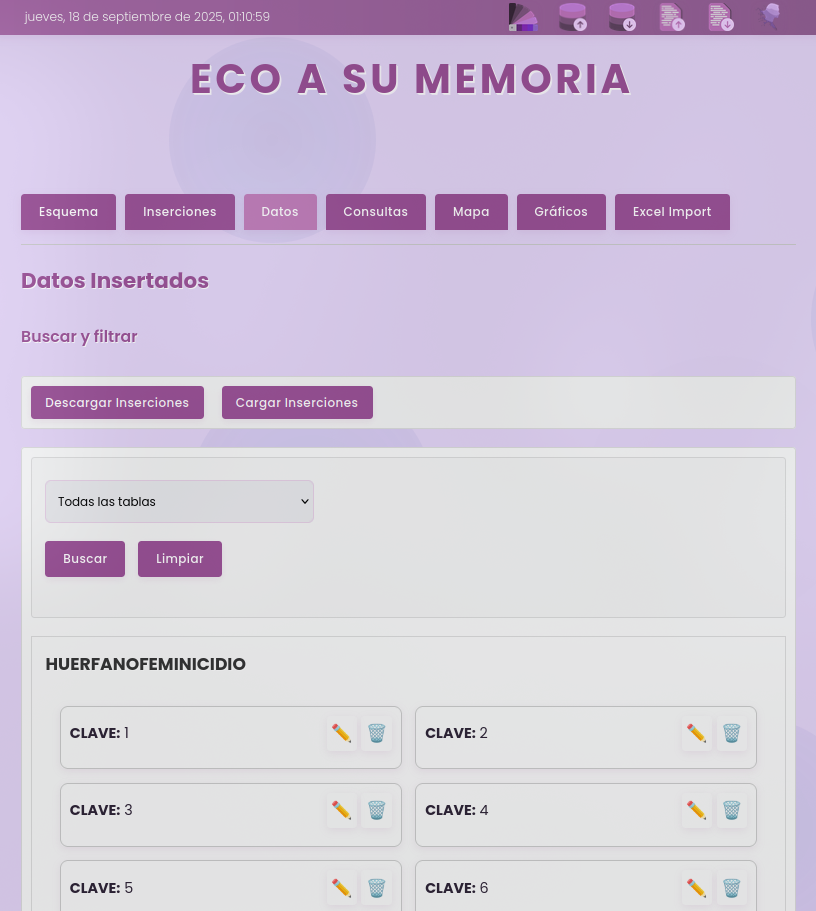 jueves, 18 de septiembre de 2025, 01:10:59
ECO A SU MEMORIA
Esquema Inserciones Datos Consultas Mapa Gráficos Excel Import
Datos Insertados
Buscar y filtrar
Descargar Inserciones Cargar Inserciones
Todas las tablas
Buscar Limpiar
HUERFANOFEMINICIDIO
CLAVE: 1 CLAVE: 2
CLAVE: 3 CLAVE: 4
CLAVE: 5 CLAVE: 6